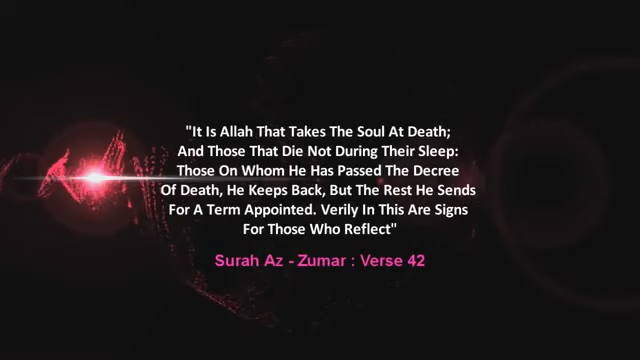 "It Is Allah That Takes The Soul At Death;
And Those That Die Not During Their Sleep:
Those On Whom He Has Passed The Decree
Of Death, He Keeps Back, But The Rest He Sends
For A Term Appointed. Verily In This Are Signs
For Those Who Reflect"
Surah Az - Zumar : Verse 42